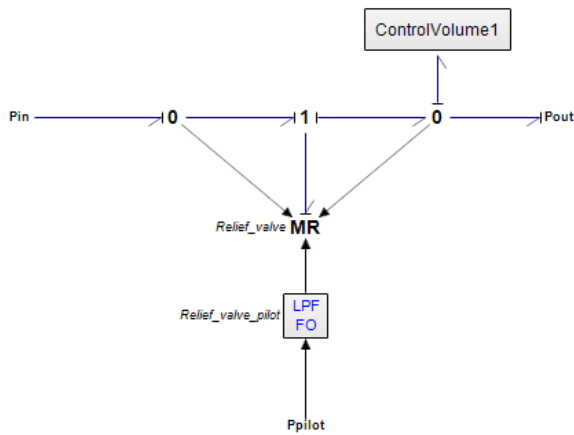 ControlVolume1
Pin
0
1
0
Pout
Relief_valve MR
Relief_valve_pilot
LPF
FO
Ppilot